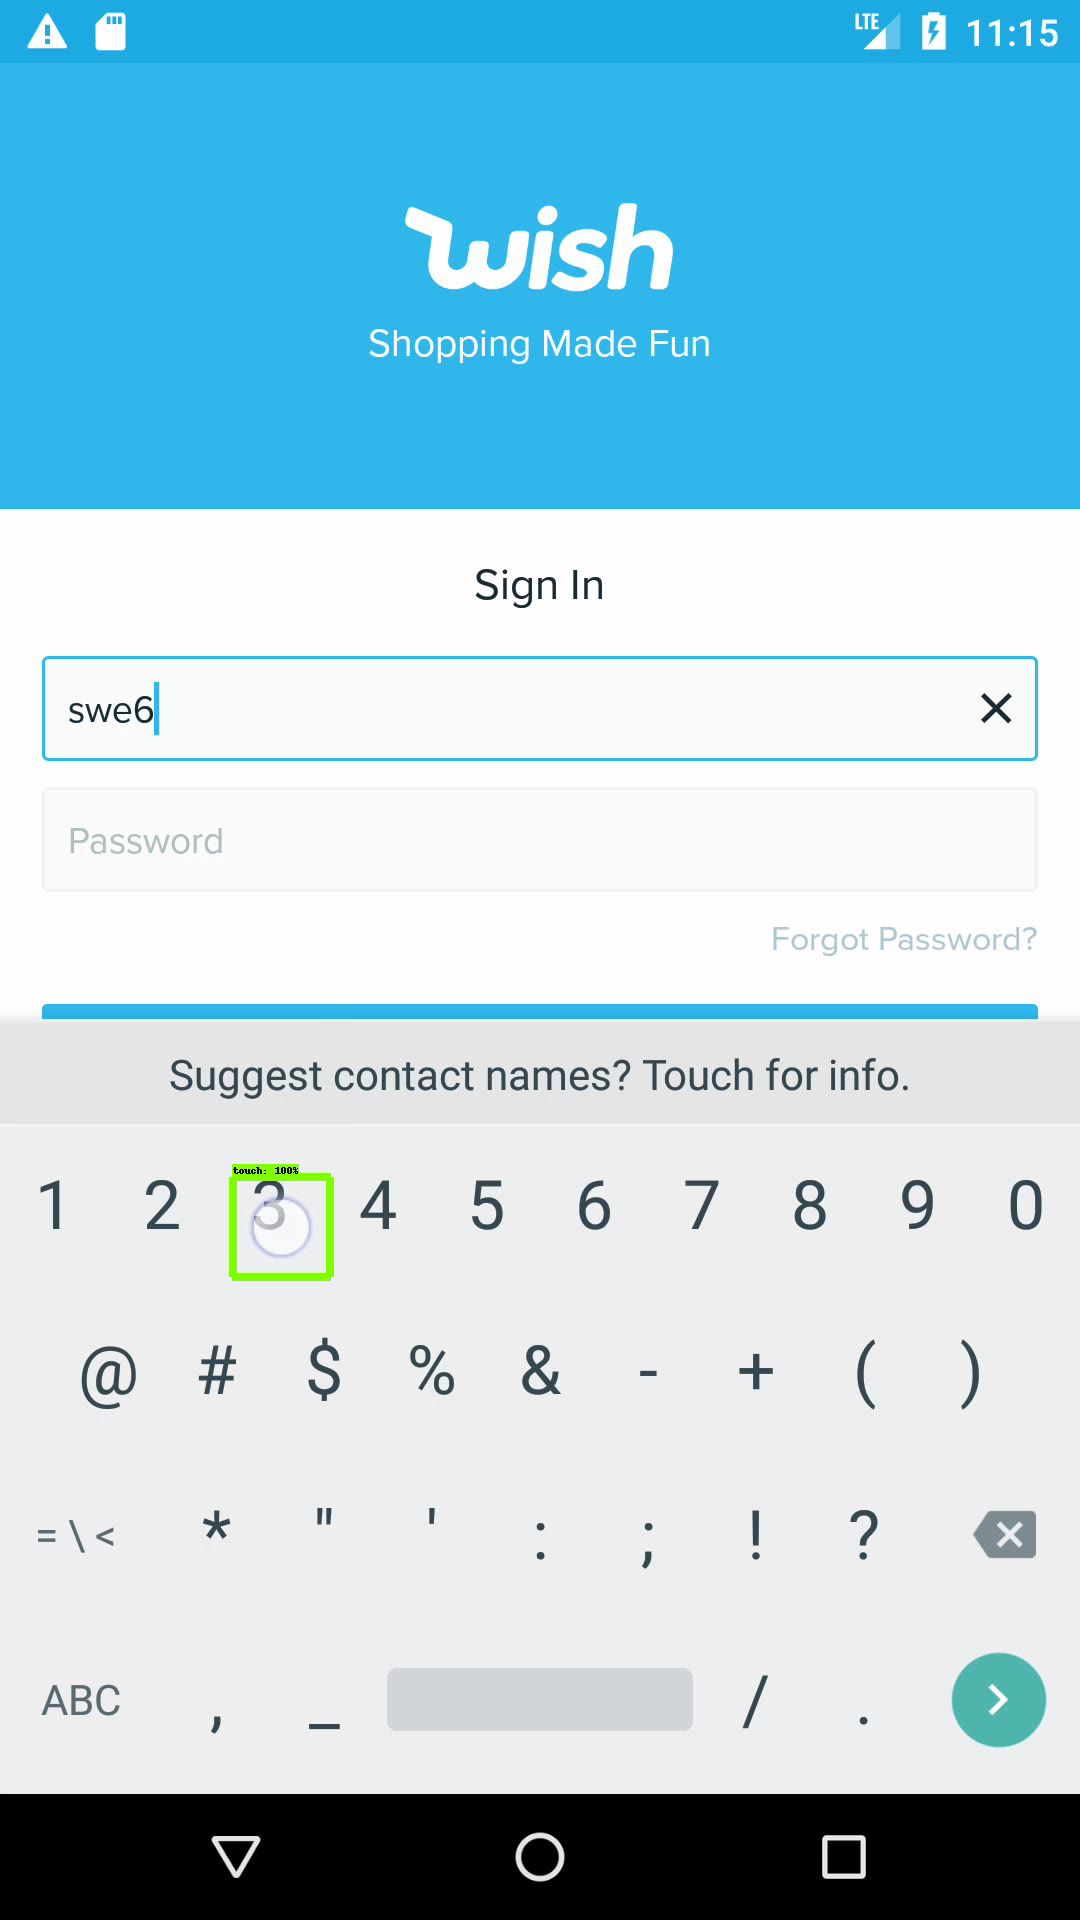 LTE 11:15
wish
Shopping Made Fun
Sign In
swe6
Password
Forgot Password?
Suggest contact names? Touch for info.
touch: 100%
1 2 3 4 5 6 7 8 9 0
@ # $ % & - + ( )
= \ < * " ' : ; ! ?
ABC , _ / .